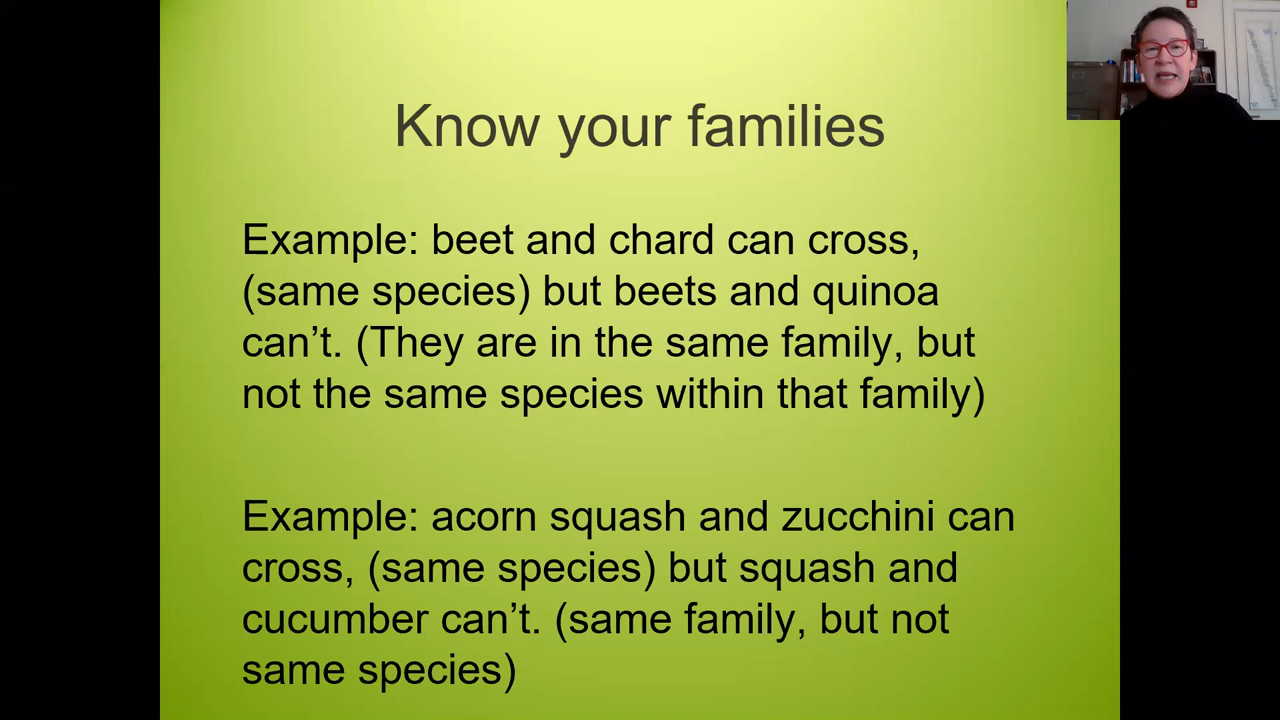 Know your families
Example: beet and chard can cross,
(same species) but beets and quinoa
can’t. (They are in the same family, but
not the same species within that family)
Example: acorn squash and zucchini can
cross, (same species) but squash and
cucumber can’t. (same family, but not
same species)